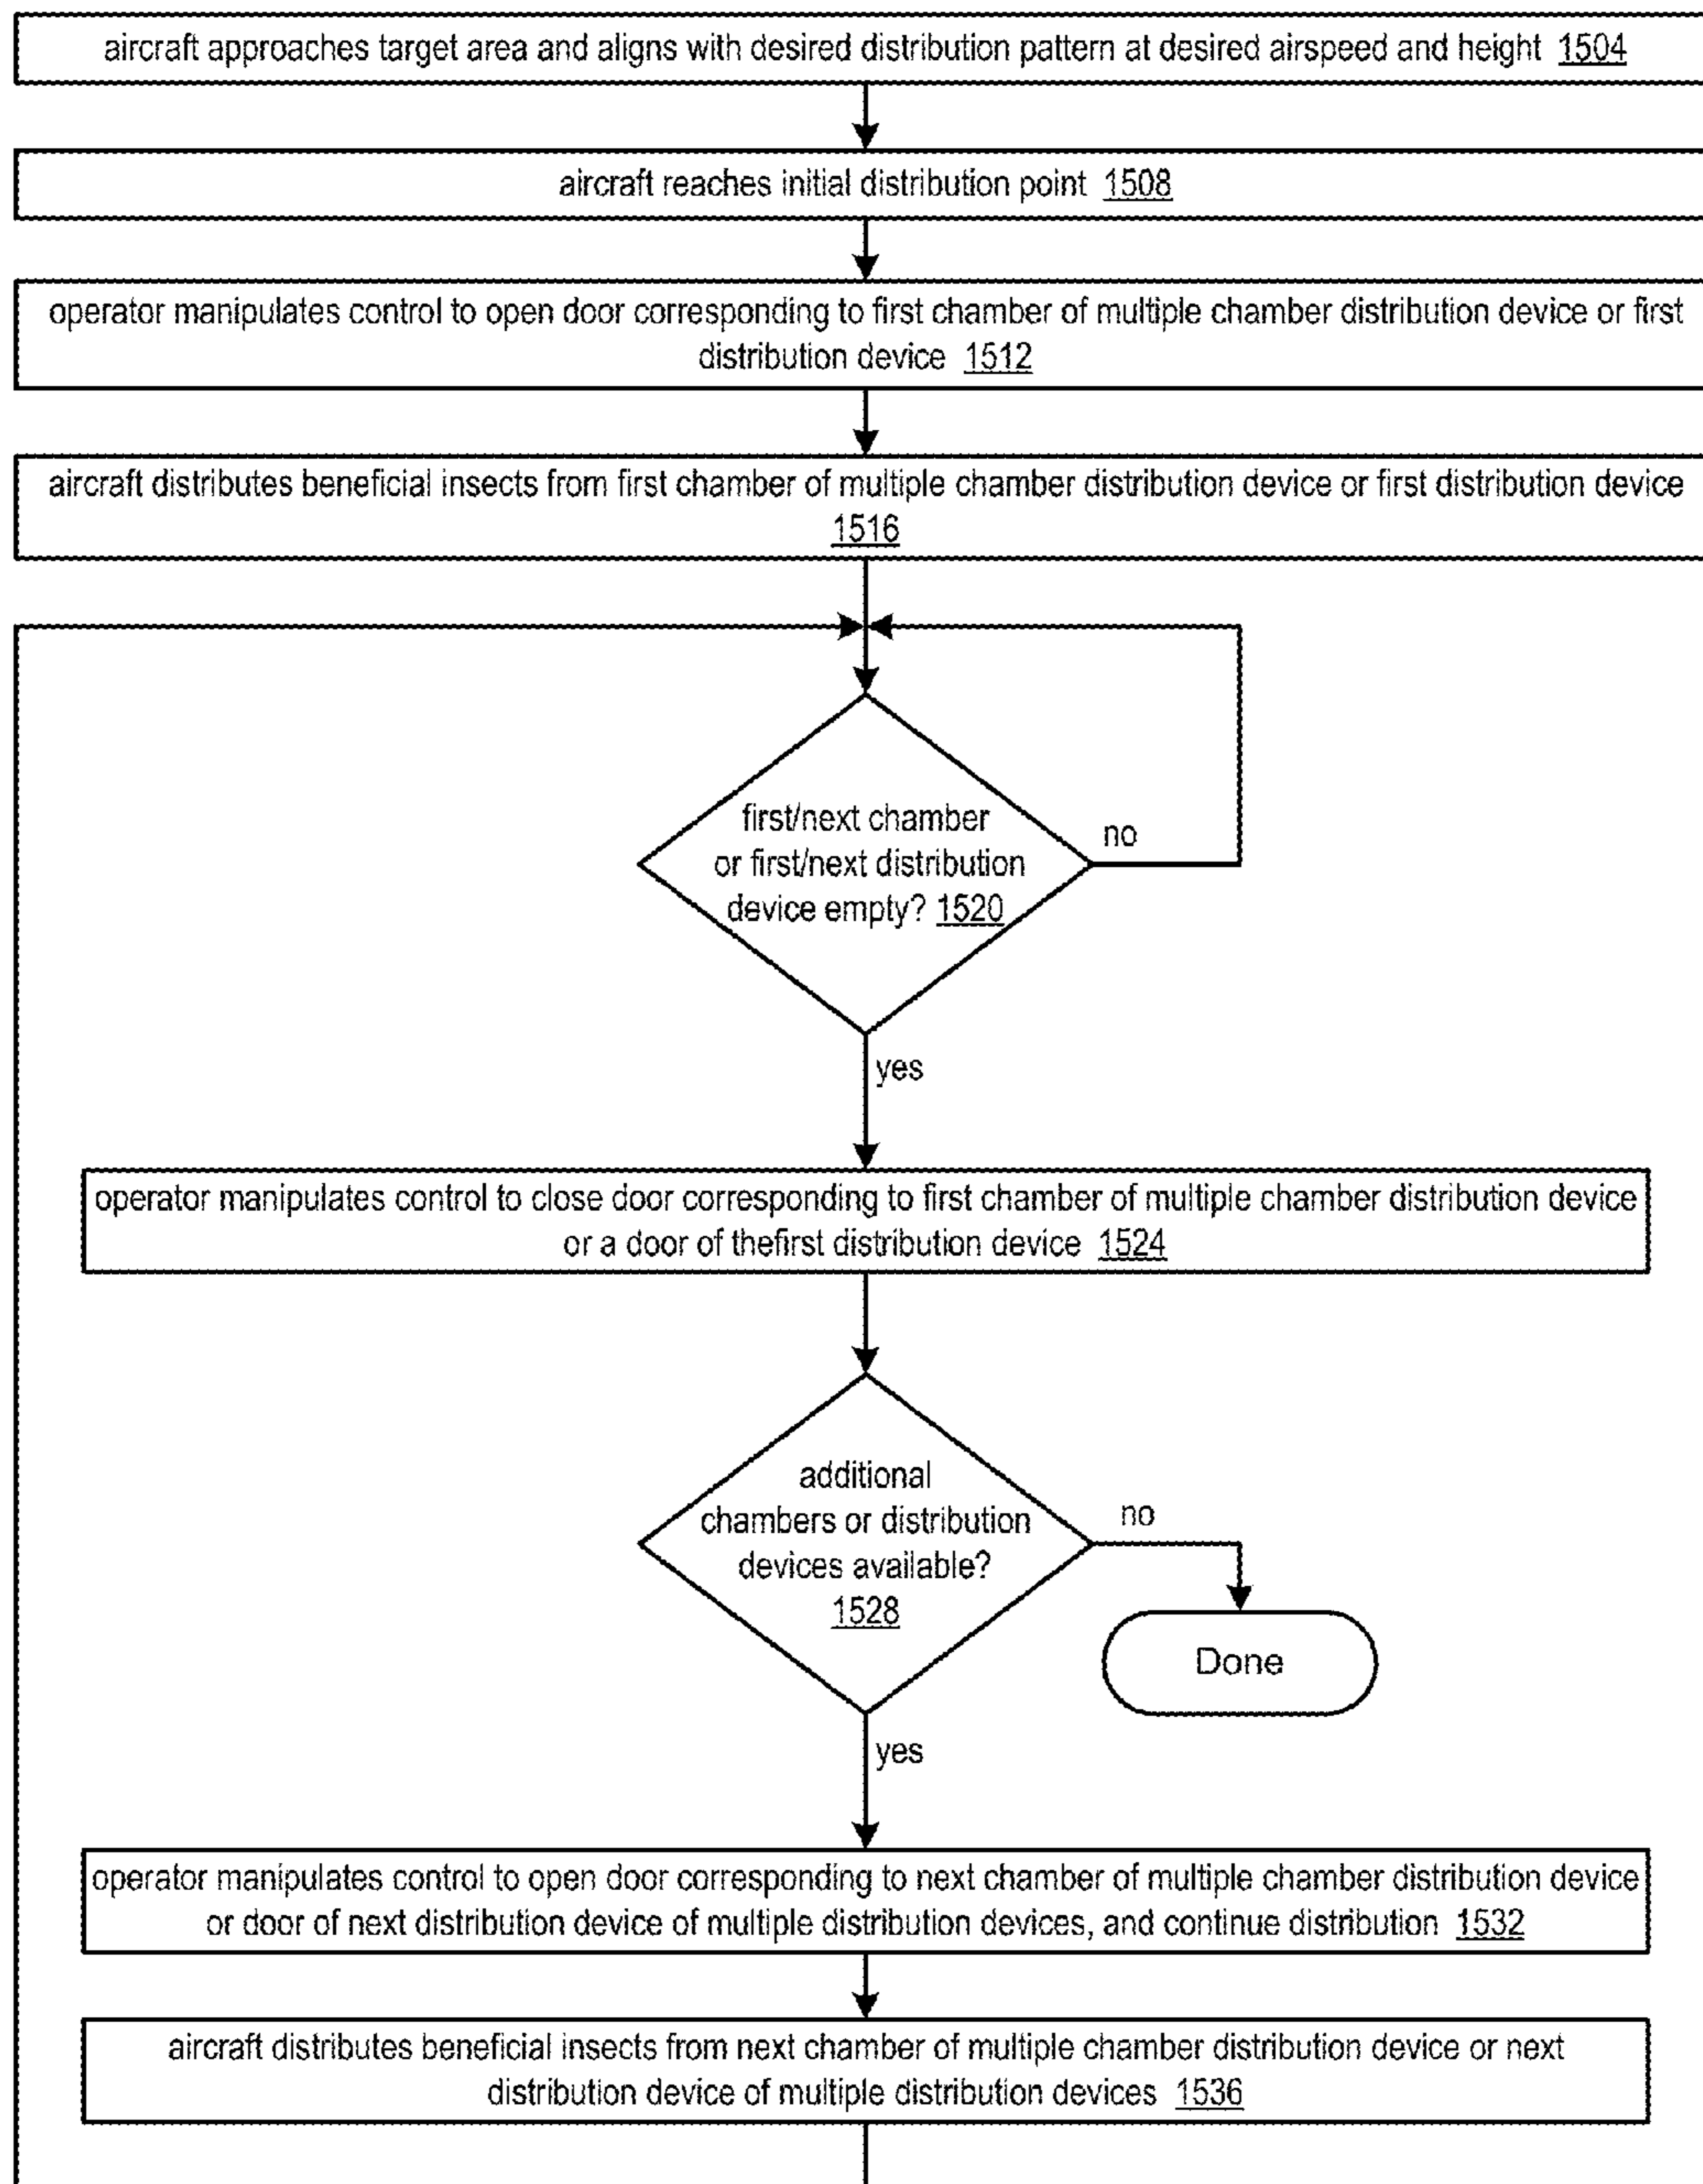 aircraft approaches target area and aligns with desired distribution pattern at desired airspeed and height 1504
aircraft reaches initial distribution point 1508
operator manipulates control to open door corresponding to first chamber of multiple chamber distribution device or first
distribution device 1512
aircraft distributes beneficial insects from first chamber of multiple chamber distribution device or first distribution device
1516
first/next chamber
or first/next distribution
device empty? 1520
no
yes
operator manipulates control to close door corresponding to first chamber of multiple chamber distribution device
or a door of thefirst distribution device 1524
additional
chambers or distribution
devices available?
1528
no
Done
yes
operator manipulates control to open door corresponding to next chamber of multiple chamber distribution device
or door of next distribution device of multiple distribution devices, and continue distribution 1532
aircraft distributes beneficial insects from next chamber of multiple chamber distribution device or next
distribution device of multiple distribution devices 1536